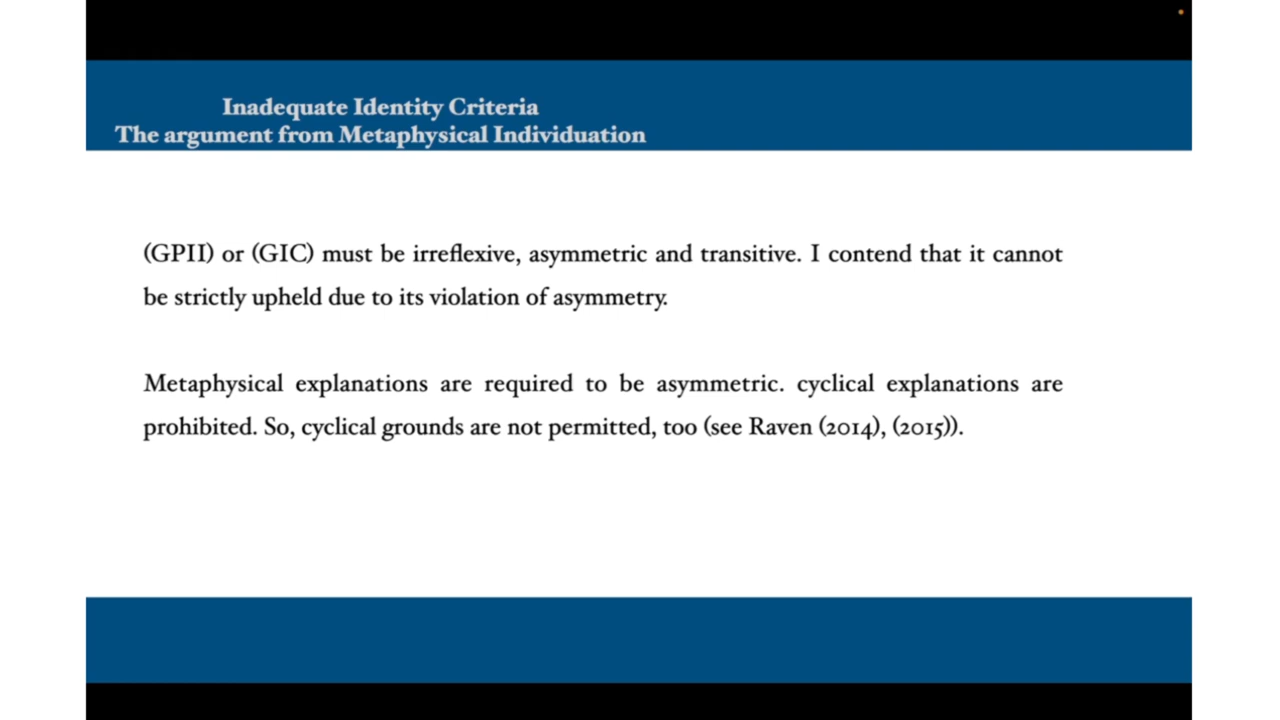 Inadequate Identity Criteria
The argument from Metaphysical Individuation
(GPII) or (GIC) must be irreflexive, asymmetric and transitive. I contend that it cannot
be strictly upheld due to its violation of asymmetry.
Metaphysical explanations are required to be asymmetric. cyclical explanations are
prohibited. So, cyclical grounds are not permitted, too (see Raven (2014), (2015)).